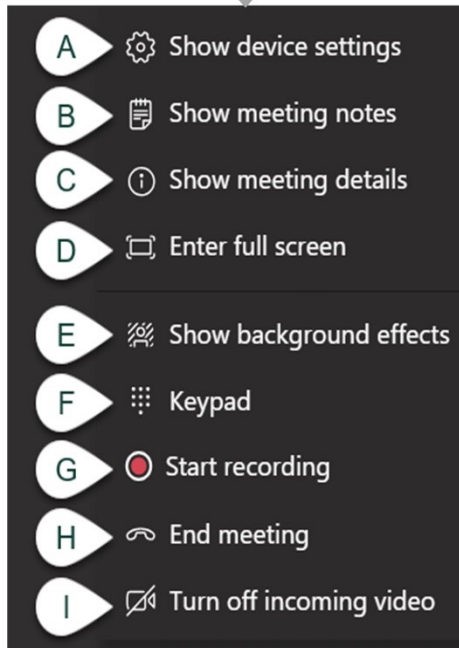 A Show device settings
B Show meeting notes
C Show meeting details
D Enter full screen
E Show background effects
F Keypad
G Start recording
H End meeting
I Turn off incoming video